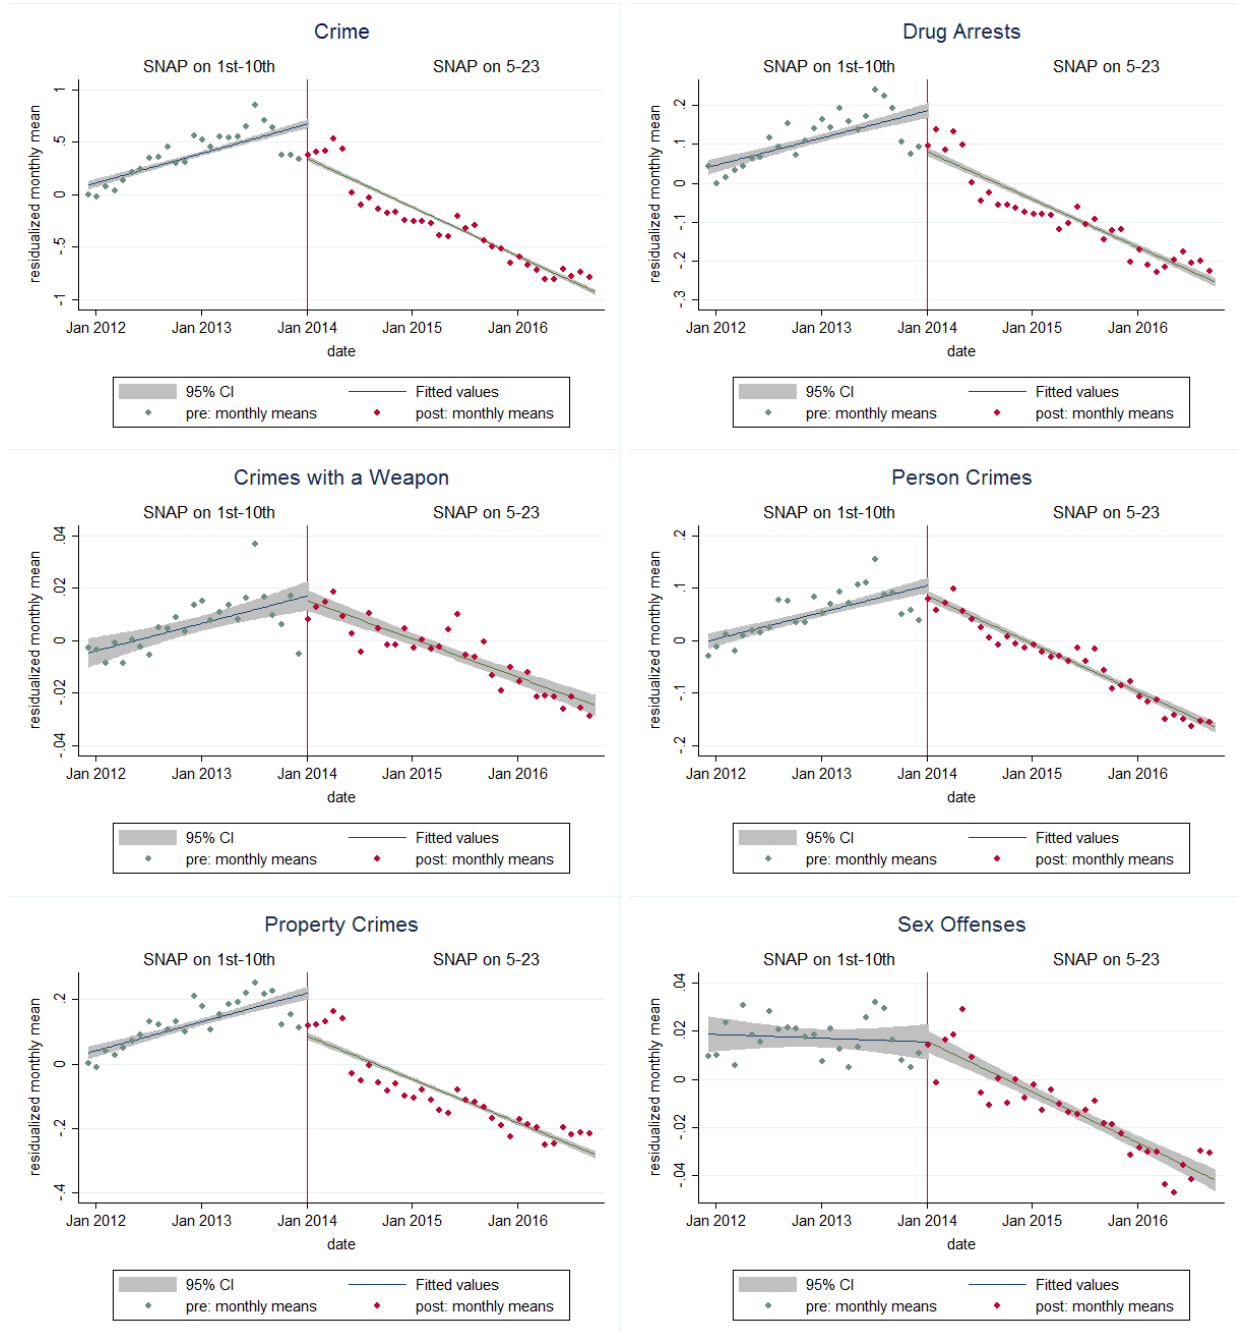 Crime
SNAP on 1st-10th SNAP on 5-23
residualized monthly mean
1
.5
0
-.5
-1
Jan 2012 Jan 2013 Jan 2014 Jan 2015 Jan 2016
date
95% CI Fitted values
pre: monthly means post: monthly means
Drug Arrests
SNAP on 1st-10th SNAP on 5-23
residualized monthly mean
.2
.1
0
-.1
-.2
-.3
Jan 2012 Jan 2013 Jan 2014 Jan 2015 Jan 2016
date
95% CI Fitted values
pre: monthly means post: monthly means
Crimes with a Weapon
SNAP on 1st-10th SNAP on 5-23
residualized monthly mean
.04
.02
0
-.02
-.04
Jan 2012 Jan 2013 Jan 2014 Jan 2015 Jan 2016
date
95% CI Fitted values
pre: monthly means post: monthly means
Person Crimes
SNAP on 1st-10th SNAP on 5-23
residualized monthly mean
.2
.1
0
-.1
-.2
Jan 2012 Jan 2013 Jan 2014 Jan 2015 Jan 2016
date
95% CI Fitted values
pre: monthly means post: monthly means
Property Crimes
SNAP on 1st-10th SNAP on 5-23
residualized monthly mean
.2
0
-.2
-.4
Jan 2012 Jan 2013 Jan 2014 Jan 2015 Jan 2016
date
95% CI Fitted values
pre: monthly means post: monthly means
Sex Offenses
SNAP on 1st-10th SNAP on 5-23
residualized monthly mean
.04
.02
0
-.02
-.04
Jan 2012 Jan 2013 Jan 2014 Jan 2015 Jan 2016
date
95% CI Fitted values
pre: monthly means post: monthly means